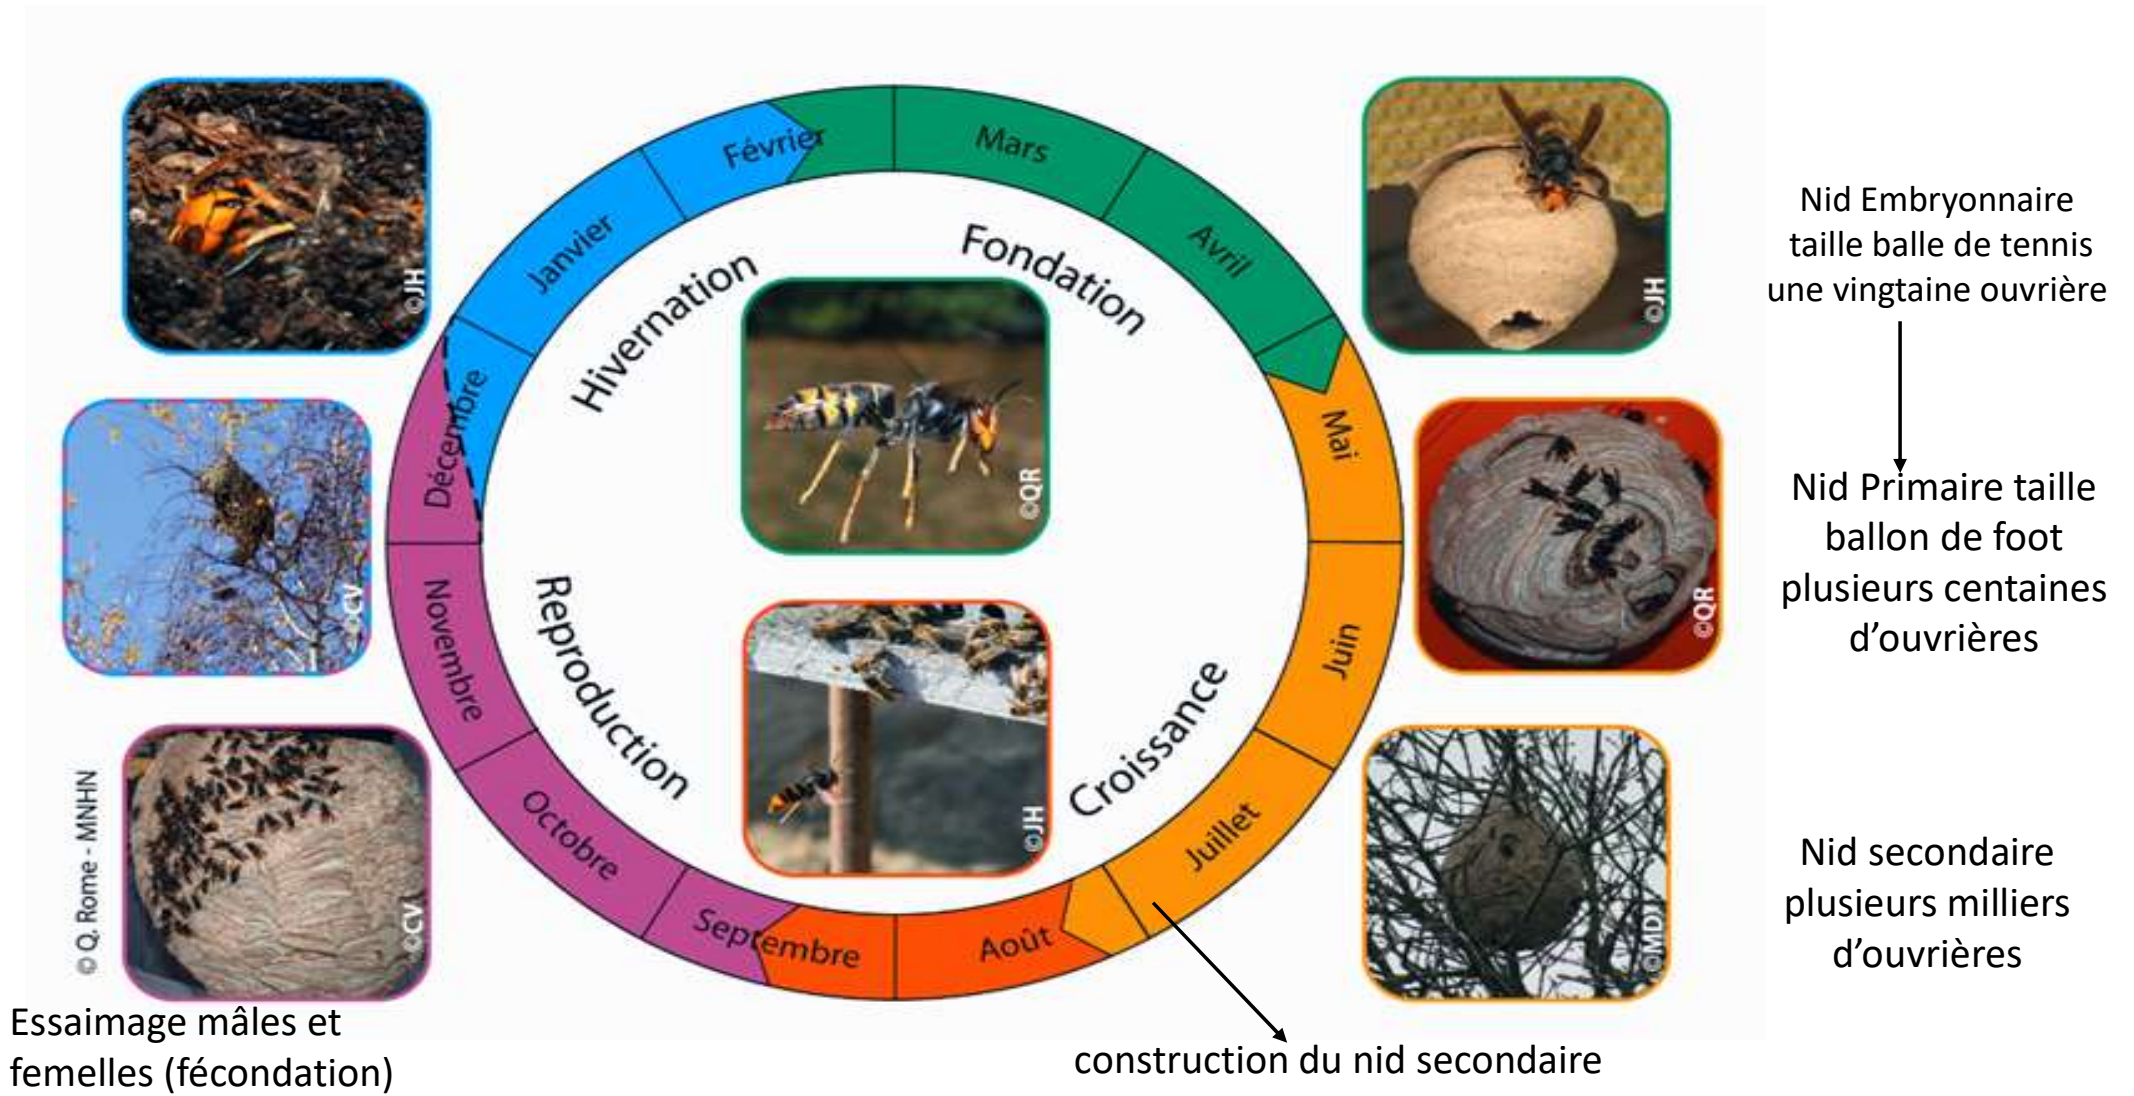 Janvier
Février
Mars
Avril
Mai
Juin
Juillet
Août
Septembre
Octobre
Novembre
Décembre
Hivernation
Fondation
Croissance
Reproduction
©JH
©CV
©CV
©QR
©JH
©JH
©QR
©MDJ
© Q. Rome - MNHN
Nid Embryonnaire
taille balle de tennis
une vingtaine ouvrière
Nid Primaire taille
ballon de foot
plusieurs centaines
d’ouvrières
Nid secondaire
plusieurs milliers
d’ouvrières
Essaimage mâles et
femelles (fécondation)
construction du nid secondaire